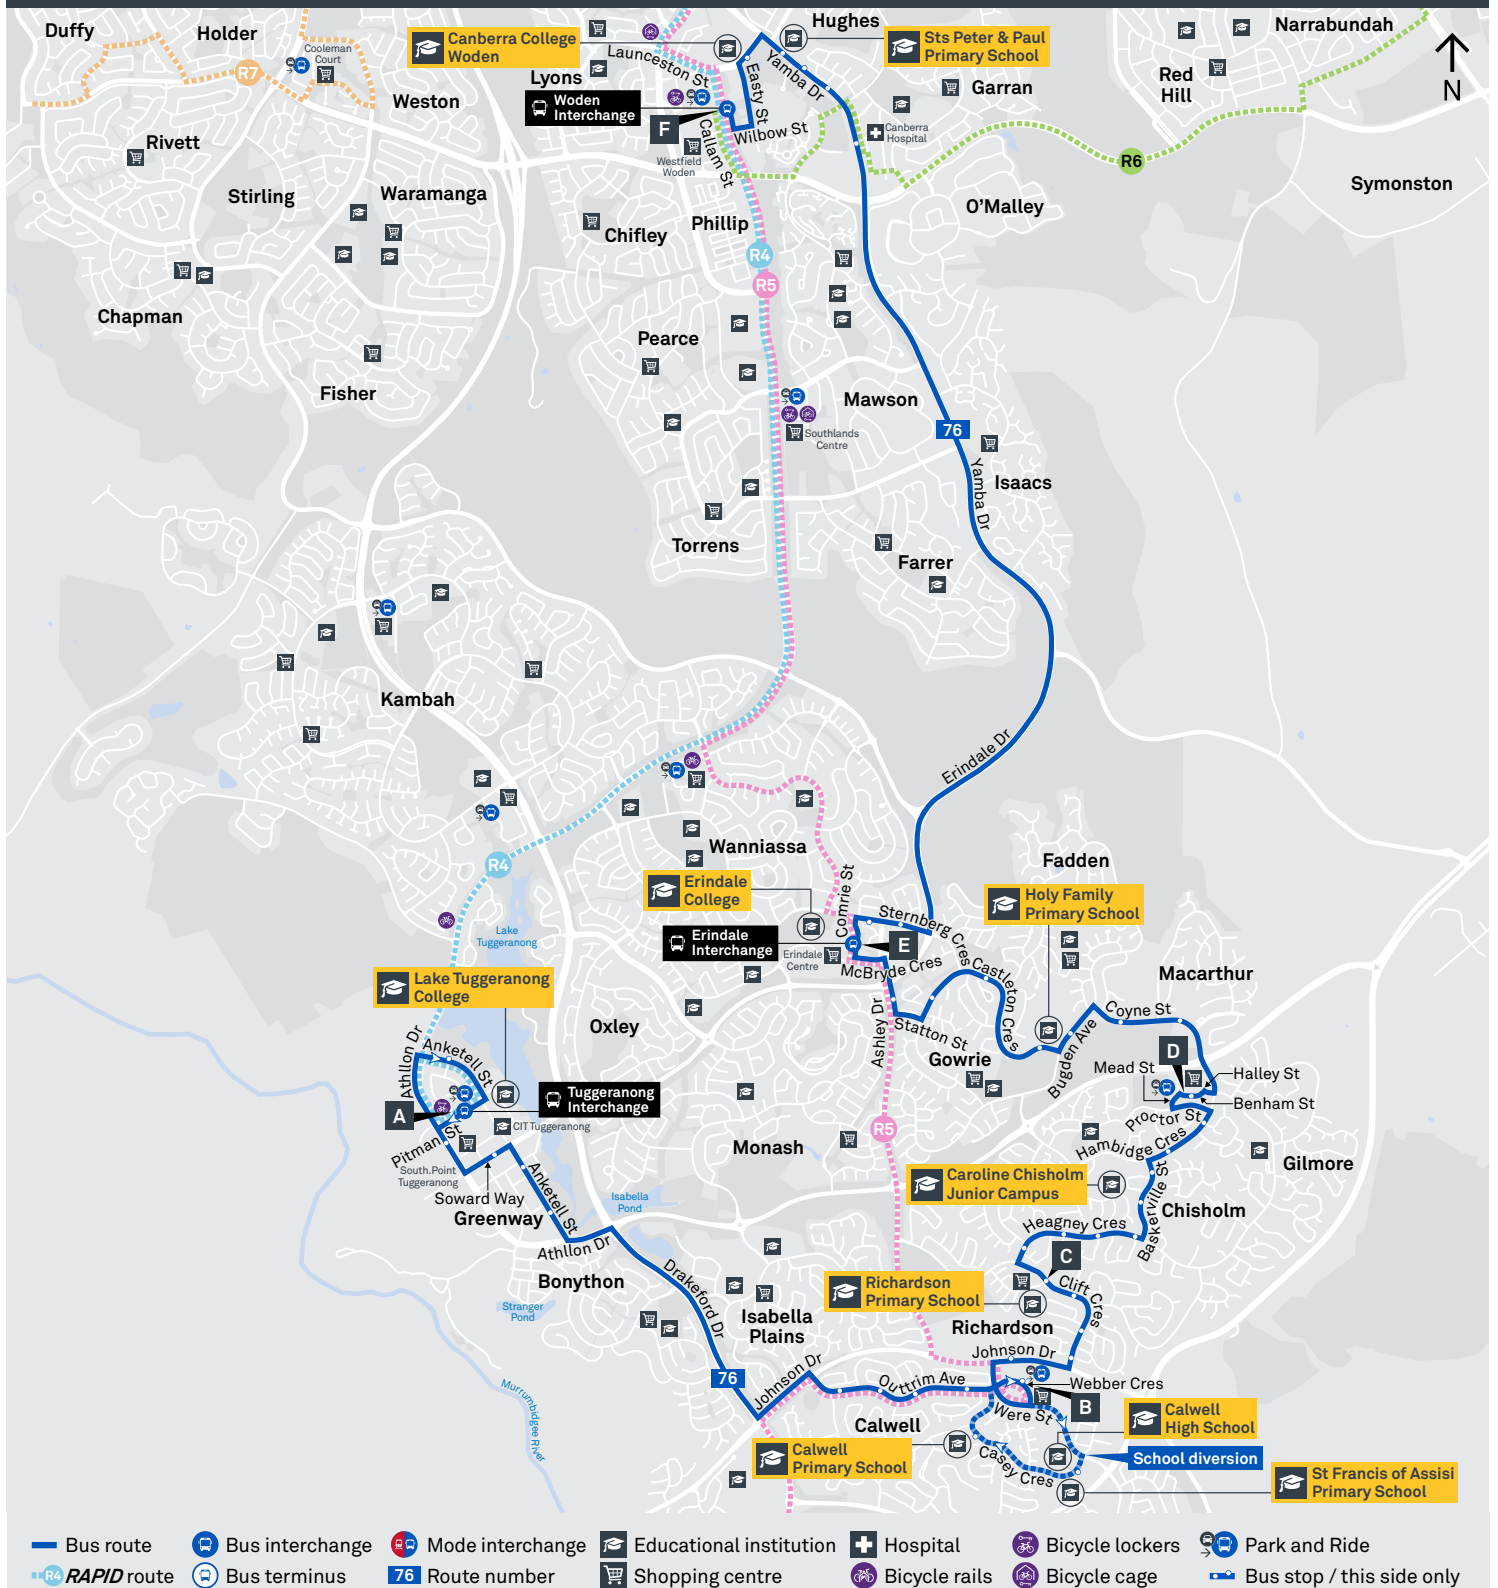 Duffy
Holder
Cooleman
Court
R7
Weston
Rivett
Stirling
Waramanga
Chapman
Fisher
Canberra College
Woden
Launceston St
Lyons
Woden
Interchange
F
Callam St
Westfield
Woden
Easty St
Wilbow St
Yamba Dr
Hughes
Sts Peter & Paul
Primary School
Garran
Canberra
Hospital
Red
Hill
Narrabundah
N
R6
Symonston
O'Malley
Phillip
Chifley
R4
R5
Pearce
Mawson
Southlands
Centre
76
Yamba Dr
Isaacs
Torrens
Farrer
Kambah
Erindale Dr
R4
Wanniassa
Fadden
Erindale
College
Comrie St
Sternberg Cres
Holy Family
Primary School
Erindale
Interchange
E
Erindale
Centre
McBryde Cres
Castleton Cres
Macarthur
Lake
Tuggeranong
Lake Tuggeranong
College
Oxley
Ashley Dr
Statton St
Gowrie
Bugden Ave
Coyne St
D
Mead St
Halley St
Benham St
Proctor St
Hambidge Cres
Athllon Dr
Anketell St
Tuggeranong
Interchange
A
CIT Tuggeranong
Pitman St
South.Point
Tuggeranong
Soward Way
Greenway
Anketell St
Athllon Dr
Monash
R5
Isabella
Pond
Gilmore
Caroline Chisholm
Junior Campus
Chisholm
Baskerville St
Heagney Cres
C
Clift Cres
Bonython
Stranger
Pond
Drakeford Dr
Isabella
Plains
Richardson
Primary School
Richardson
Murrumbidgee River
76
Johnson Dr
Johnson Dr
Outtrim Ave
Webber Cres
B
Were St
Calwell
Calwell
High School
Calwell
Primary School
Casey Cres
School diversion
St Francis of Assisi
Primary School
Bus route
Bus interchange
Mode interchange
Educational institution
Hospital
Bicycle lockers
Park and Ride
R4 RAPID route
Bus terminus
76 Route number
Shopping centre
Bicycle rails
Bicycle cage
Bus stop / this side only